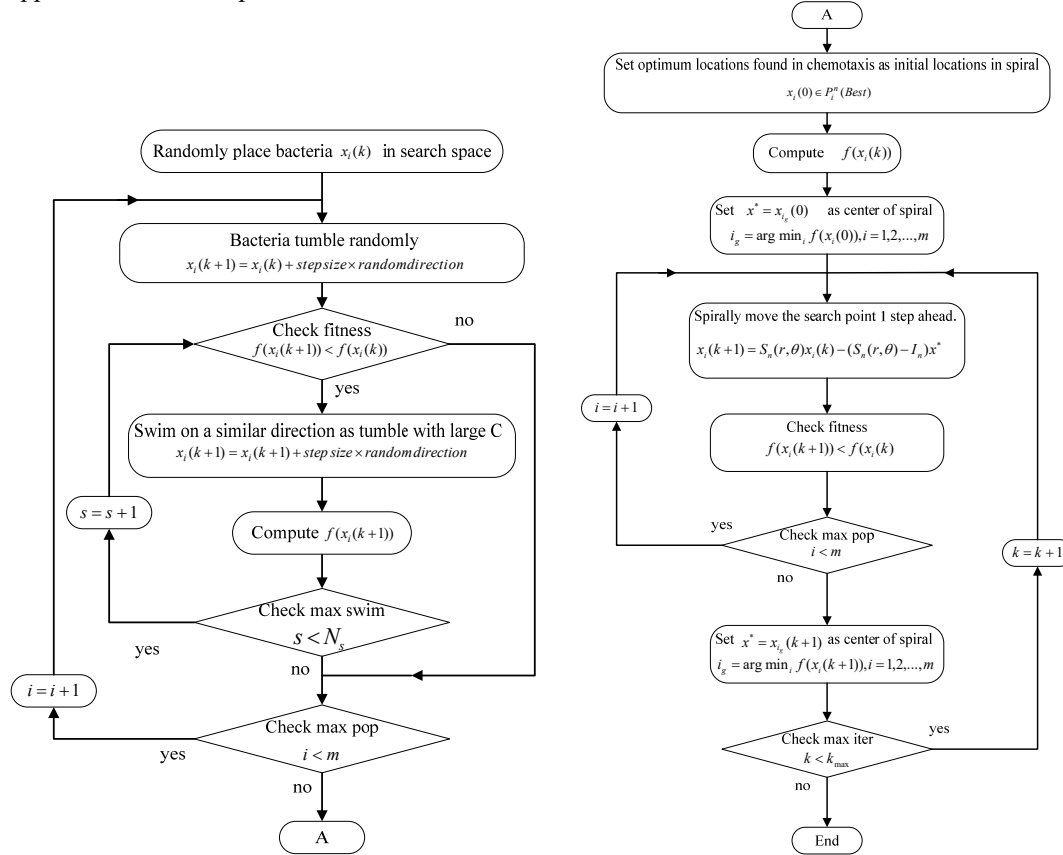 Randomly place bacteria x_i(k) in search space
Bacteria tumble randomly
x_i(k+1) = x_i(k) + stepsize × randomdirection
Check fitness
f(x_i(k+1)) < f(x_i(k))
no
yes
Swim on a similar direction as tumble with large C
x_i(k+1) = x_i(k+1) + stepsize × randomdirection
s = s+1
Compute f(x_i(k+1))
Check max swim
s < N_s
yes
no
i = i+1
Check max pop
i < m
yes
no
A
A
Set optimum locations found in chemotaxis as initial locations in spiral
x_i(0) ∈ P_i^n(Best)
Compute f(x_i(k))
Set x^* = x_{i_g}(0) as center of spiral
i_g = arg min_i f(x_i(0)), i = 1,2,...,m
Spirally move the search point 1 step ahead.
x_i(k+1) = S_n(r,θ)x_i(k) − (S_n(r,θ) − I_n)x^*
i = i+1
Check fitness
f(x_i(k+1)) < f(x_i(k)
yes
Check max pop
i < m
no
k = k+1
Set x^* = x_{i_g}(k+1) as center of spiral
i_g = arg min_i f(x_i(k+1)), i = 1,2,...,m
Check max iter
k < k_max
yes
no
End